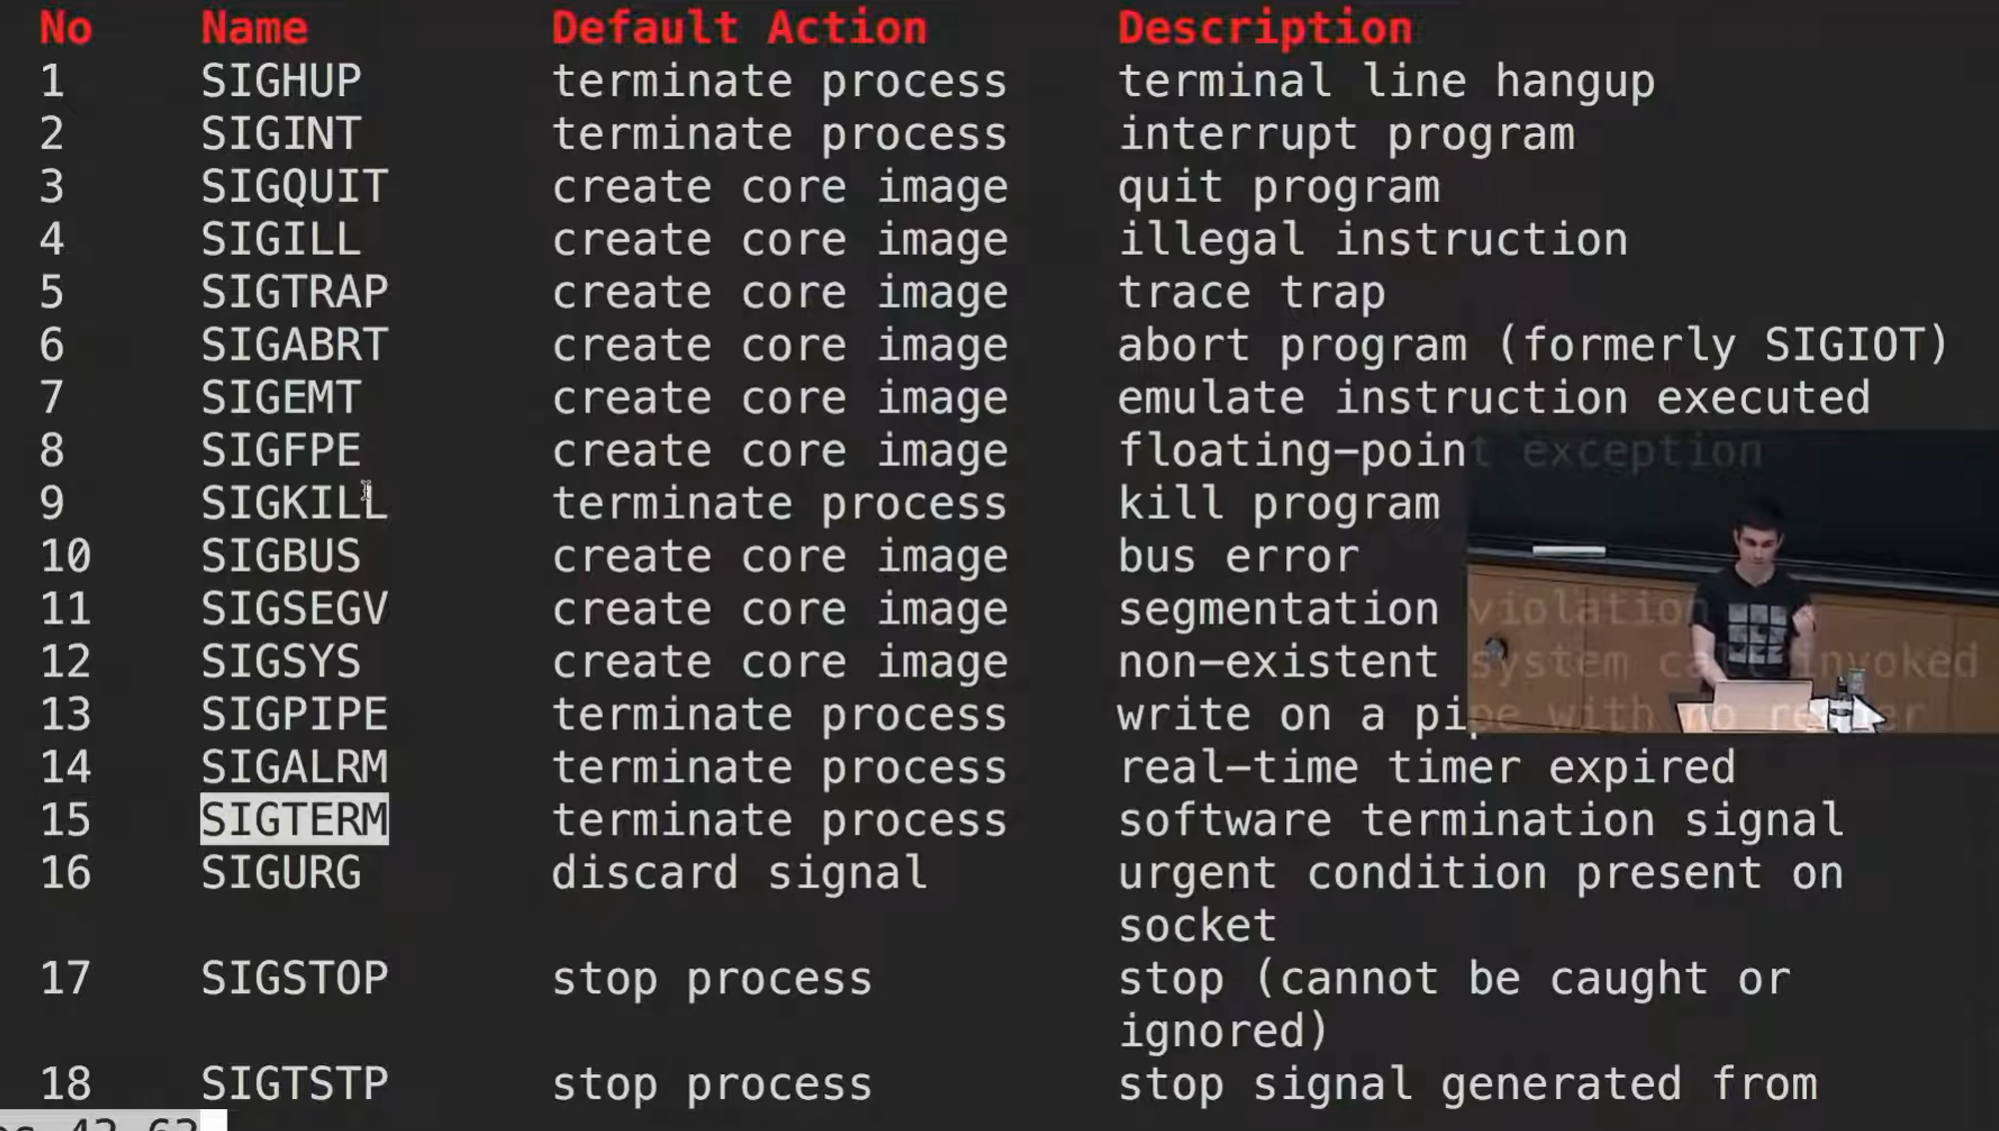 No Name Default Action Description
1 SIGHUP terminate process terminal line hangup
2 SIGINT terminate process interrupt program
3 SIGQUIT create core image quit program
4 SIGILL create core image illegal instruction
5 SIGTRAP create core image trace trap
6 SIGABRT create core image abort program (formerly SIGIOT)
7 SIGEMT create core image emulate instruction executed
8 SIGFPE create core image floating-point exception
9 SIGKILL terminate process kill program
10 SIGBUS create core image bus error
11 SIGSEGV create core image segmentation violation
12 SIGSYS create core image non-existent system call invoked
13 SIGPIPE terminate process write on a pipe with no reader
14 SIGALRM terminate process real-time timer expired
15 SIGTERM terminate process software termination signal
16 SIGURG discard signal urgent condition present on
socket
17 SIGSTOP stop process stop (cannot be caught or
ignored)
18 SIGTSTP stop process stop signal generated from